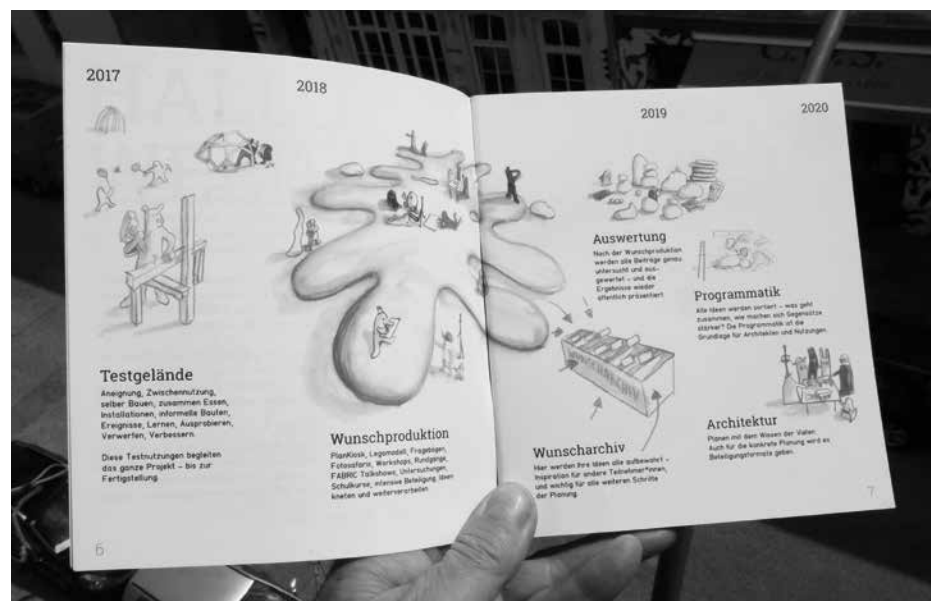 2017
2018
Testgelände
Aneignung, Zwischennutzung,
selber Bauen, zusammen Essen,
Installationen, informelle Bauten,
Ereignisse, Lernen, Ausprobieren,
Verwerfen, Verbessern.
Diese Testnutzungen begleiten
das ganze Projekt – bis zur
Fertigstellung.
Wunschproduktion
PlanKiosk, Legomodell, Fragebögen,
Fotosafaris, Workshops, Rundgänge,
FABRIC Talkshows, Untersuchungen,
Schulkurse, intensive Beteiligung, Ideen
kneten und weiterverarbeiten.
6
2019
2020
Auswertung
Nach der Wunschproduktion
werden alle Beiträge genau
untersucht und aus-
gewertet – und die
Ergebnisse wieder
öffentlich präsentiert
Programmatik
Alle Ideen werden sortiert – was geht
zusammen, wie machen sich Gegensätze
stärker? Die Programmatik ist die
Grundlage für Architekten und Nutzungen.
WUNSCHARCHIV
Wunscharchiv
Hier werden Ihre Ideen alle aufbewahrt –
Inspiration für andere Teilnehmer*innen,
und wichtig für alle weiteren Schritte
der Planung.
Architektur
Planen mit dem Wissen der Vielen.
Auch für die konkrete Planung wird es
Beteiligungsformate geben.
7